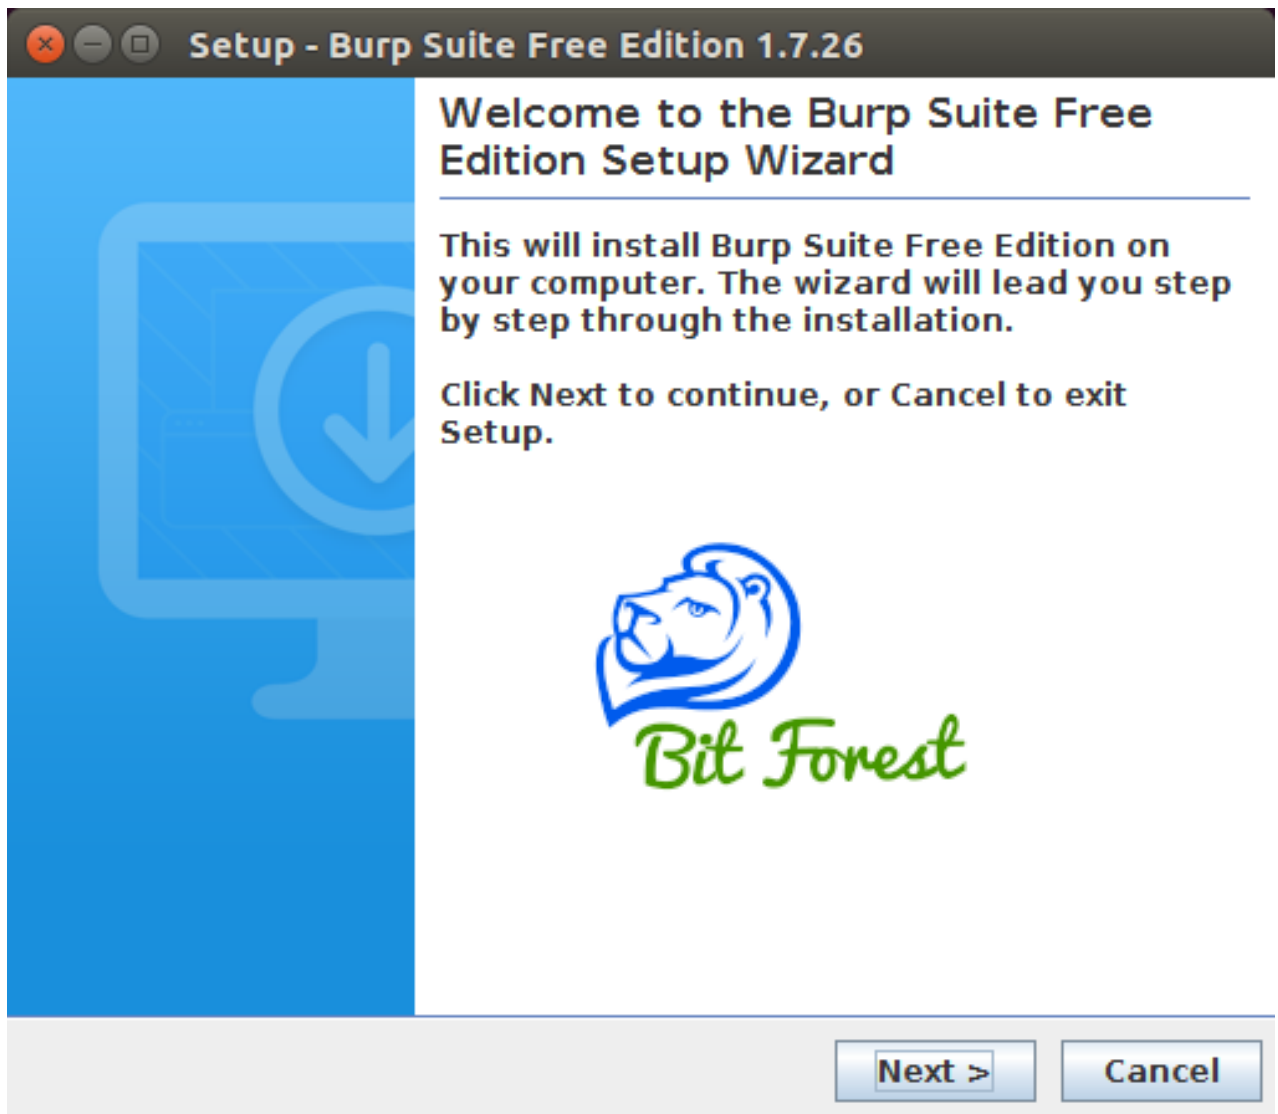 Setup - Burp Suite Free Edition 1.7.26
Welcome to the Burp Suite Free
Edition Setup Wizard
This will install Burp Suite Free Edition on
your computer. The wizard will lead you step
by step through the installation.
Click Next to continue, or Cancel to exit
Setup.
Bit Forest
Next >
Cancel